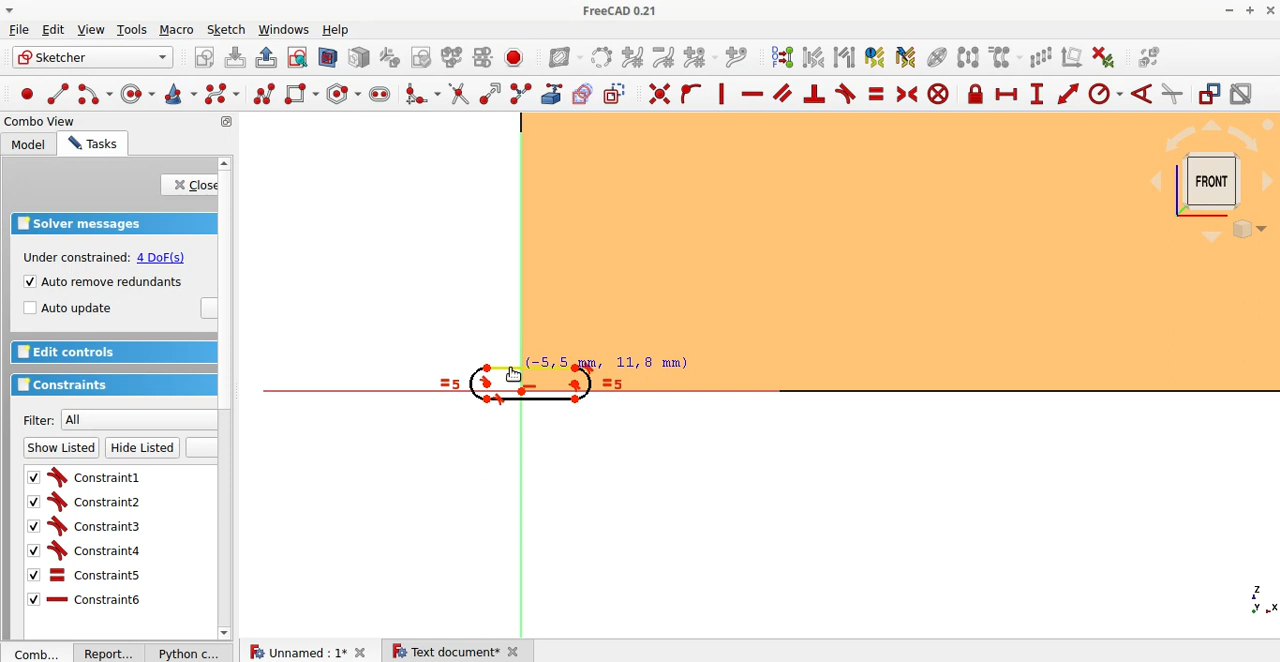 FreeCAD 0.21
File Edit View Tools Macro Sketch Windows Help
Sketcher
Combo View
Model Tasks
Close
Solver messages
Under constrained: 4 DoF(s)
Auto remove redundants
Auto update
Edit controls
Constraints
Filter: All
Show Listed Hide Listed
Constraint1
Constraint2
Constraint3
Constraint4
Constraint5
Constraint6
Comb... Report... Python c...
(-5,5 mm, 11,8 mm)
5 5
FRONT
Z
Y X
Unnamed : 1* Text document*